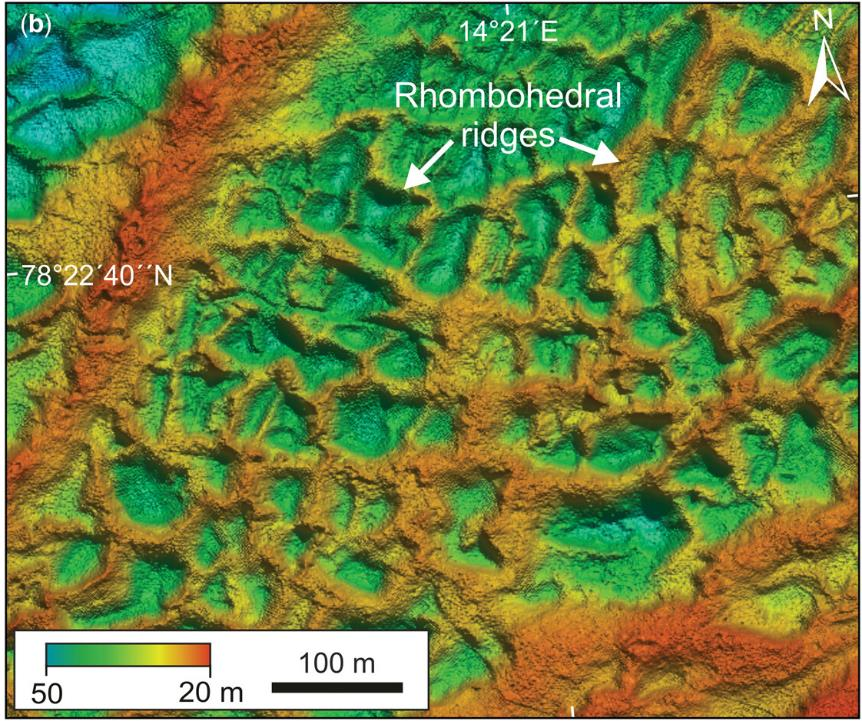 (b)
14°21´E
N
Rhombohedral
ridges
78°22´40´´N
50
20 m
100 m